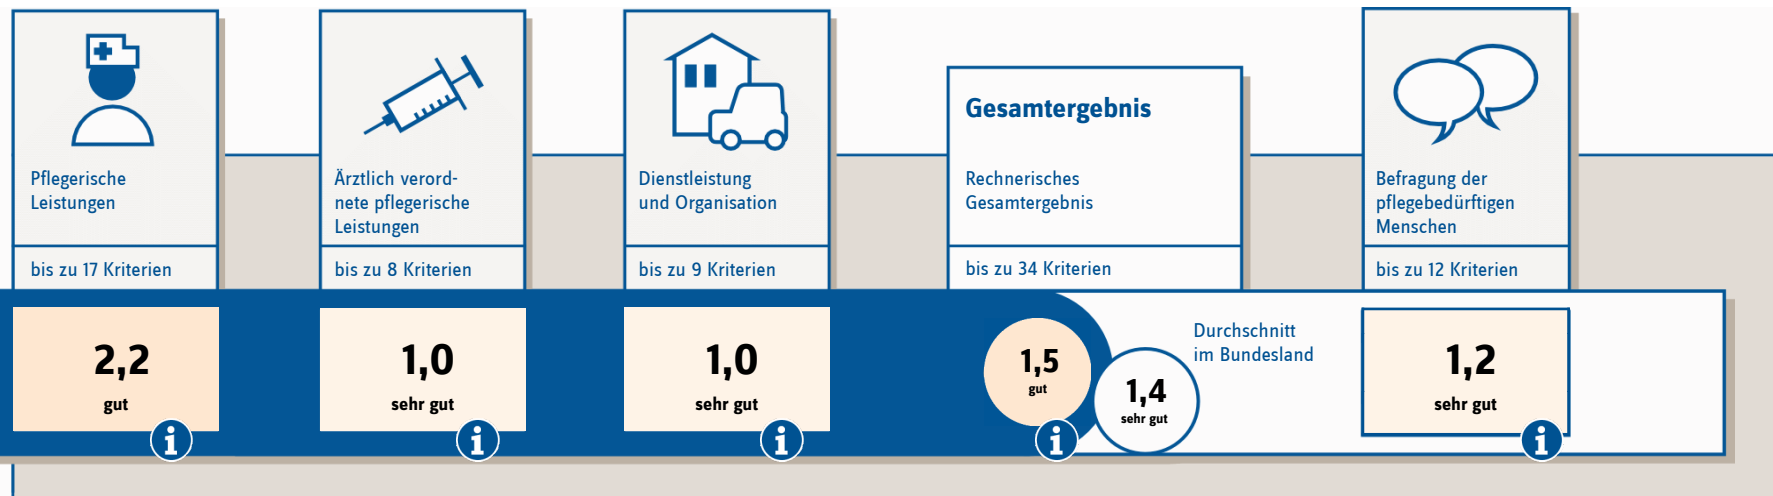 Pflegerische
Leistungen
bis zu 17 Kriterien
2,2
gut
i
Ärztlich verord-
nete pflegerische
Leistungen
bis zu 8 Kriterien
1,0
sehr gut
i
Dienstleistung
und Organisation
bis zu 9 Kriterien
1,0
sehr gut
i
Gesamtergebnis
Rechnerisches
Gesamtergebnis
bis zu 34 Kriterien
1,5
gut
i
1,4
sehr gut
Durchschnitt
im Bundesland
Befragung der
pflegebedürftigen
Menschen
bis zu 12 Kriterien
1,2
sehr gut
i